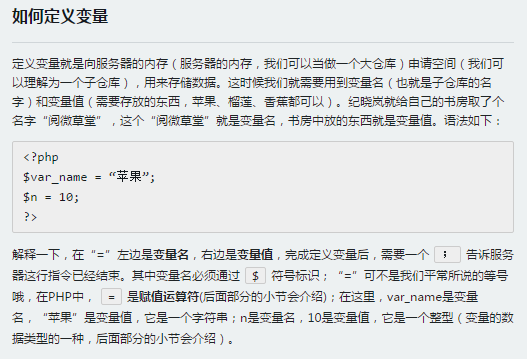 如何定义变量
定义变量就是向服务器的内存（服务器的内存，我们可以当做一个大仓库）申请空间（我们可
以理解为一个子仓库），用来存储数据。这时候我们就需要用到变量名（也就是子仓库的名
字）和变量值（需要存放的东西，苹果、榴莲、香蕉都可以）。纪晓岚就给自己的书房取了个
名字“阅微草堂”，这个“阅微草堂”就是变量名，书房中放的东西就是变量值。语法如下：
<?php
$var_name = “苹果”;
$n = 10;
?>
解释一下，在“=”左边是变量名，右边是变量值，完成定义变量后，需要一个 ; 告诉服务
器这行指令已经结束。其中变量名必须通过 $ 符号标识；“=”可不是我们平常所说的等号
哦，在PHP中， = 是赋值运算符(后面部分的小节会介绍)；在这里，var_name是变量
名，“苹果”是变量值，它是一个字符串；n是变量名，10是变量值，它是一个整型（变量的数
据类型的一种，后面部分的小节会介绍）。